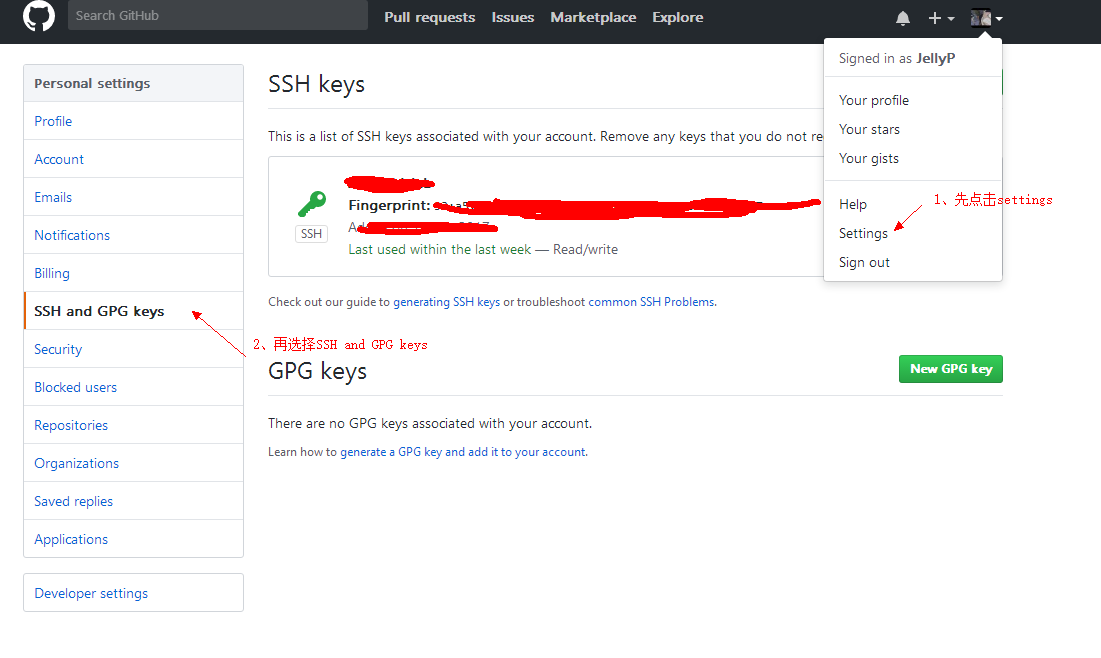 Search GitHub
Pull requests Issues Marketplace Explore
Signed in as JellyP
Your profile
Your stars
Your gists
Help
Settings
Sign out
1、先点击settings
Personal settings
Profile
Account
Emails
Notifications
Billing
SSH and GPG keys
Security
Blocked users
Repositories
Organizations
Saved replies
Applications
Developer settings
2、再选择SSH and GPG keys
SSH keys
This is a list of SSH keys associated with your account. Remove any keys that you do not re
SSH
Fingerprint:
Last used within the last week — Read/write
Check out our guide to generating SSH keys or troubleshoot common SSH Problems.
GPG keys
New GPG key
There are no GPG keys associated with your account.
Learn how to generate a GPG key and add it to your account.